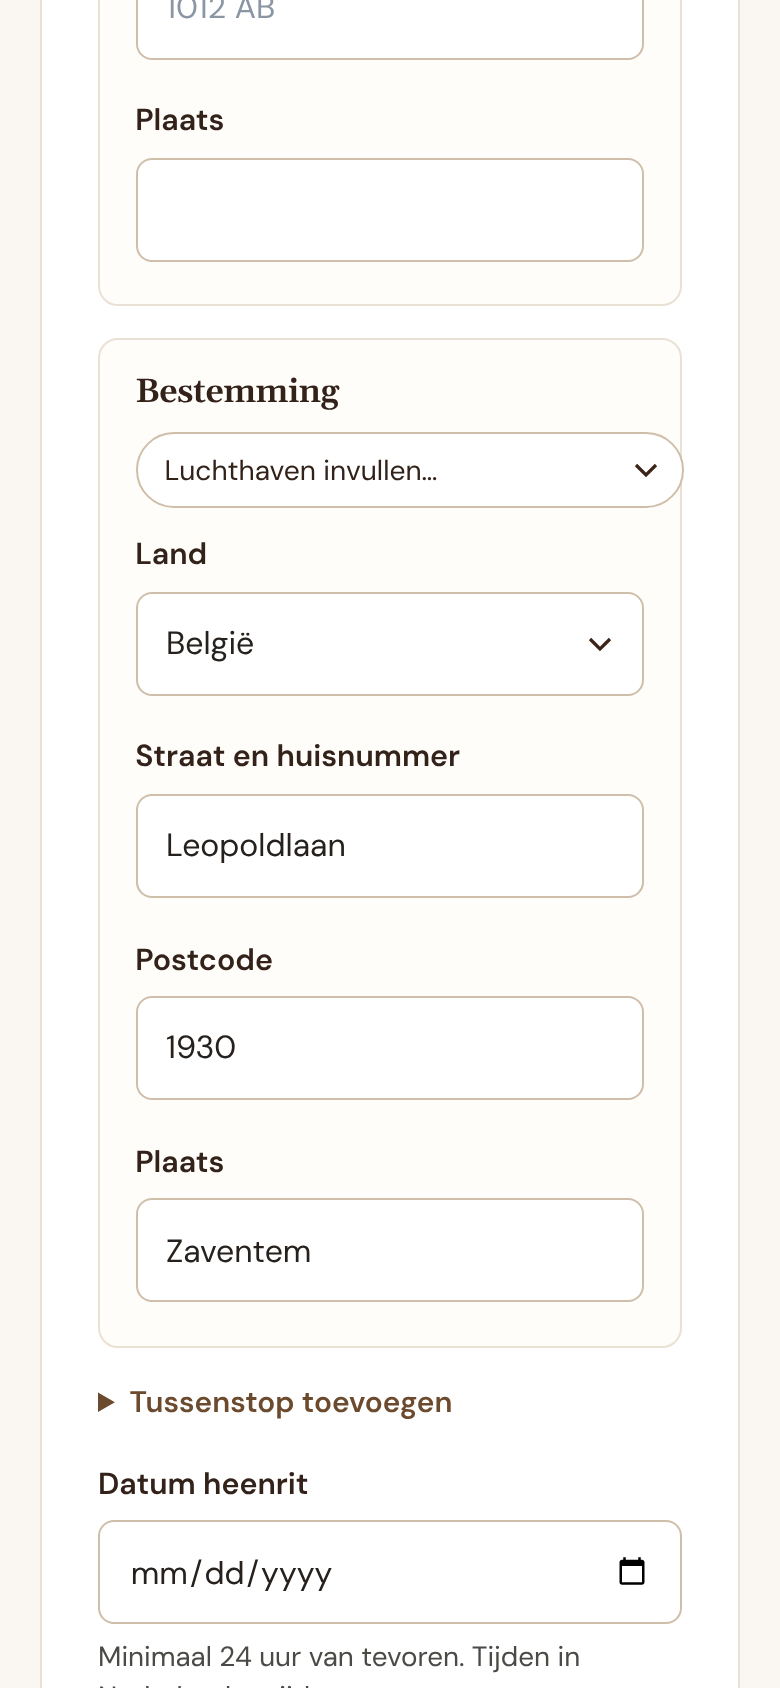 1012 AB
Plaats
Bestemming
Luchthaven invullen...
Land
België
Straat en huisnummer
Leopoldlaan
Postcode
1930
Plaats
Zaventem
Tussenstop toevoegen
Datum heenrit
mm/dd/yyyy
Minimaal 24 uur van tevoren. Tijden in